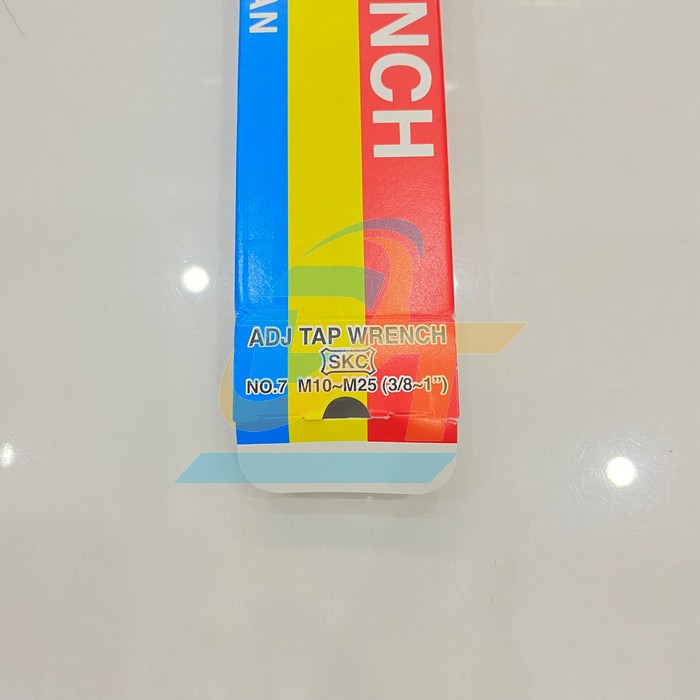 AN
NCH
ADJ TAP WRENCH
SKC
NO.7 M10~M25 (3/8~1")